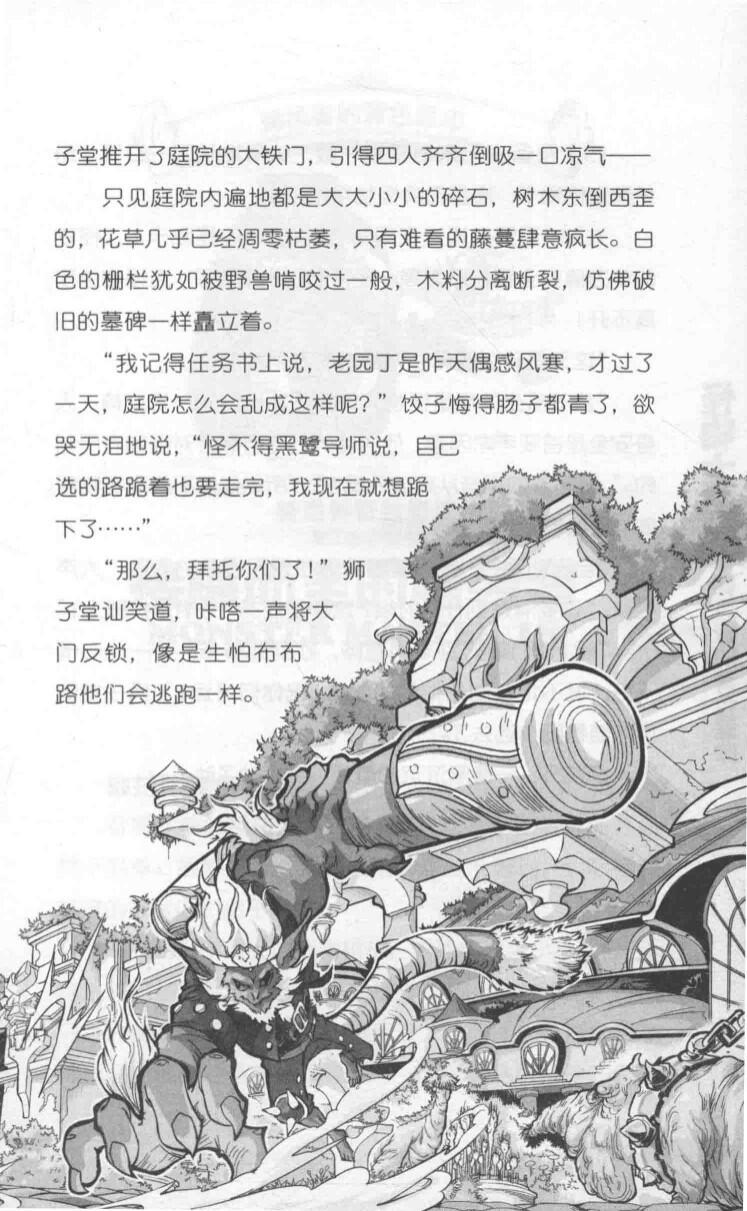 子堂推开了庭院的大铁门，引得四人齐齐倒吸一口凉气——
只见庭院内遍地都是大大小小的碎石，树木东倒西歪
的，花草几乎已经凋零枯萎，只有难看的藤蔓肆意疯长。白
色的栅栏犹如被野兽啃咬过一般，木料分离断裂，仿佛破
旧的墓碑一样矗立着。
“我记得任务书上说，老园丁是昨天偶感风寒，才过了
一天，庭院怎么会乱成这样呢？”饺子悔得肠子都青了，欲
哭无泪地说，“怪不得黑鹭导师说，自己
选的路跪着也要走完，我现在就想跪
下了……”
“那么，拜托你们了！”狮
子堂讪笑道，咔嗒一声将大
门反锁，像是生怕布布
路他们会逃跑一样。